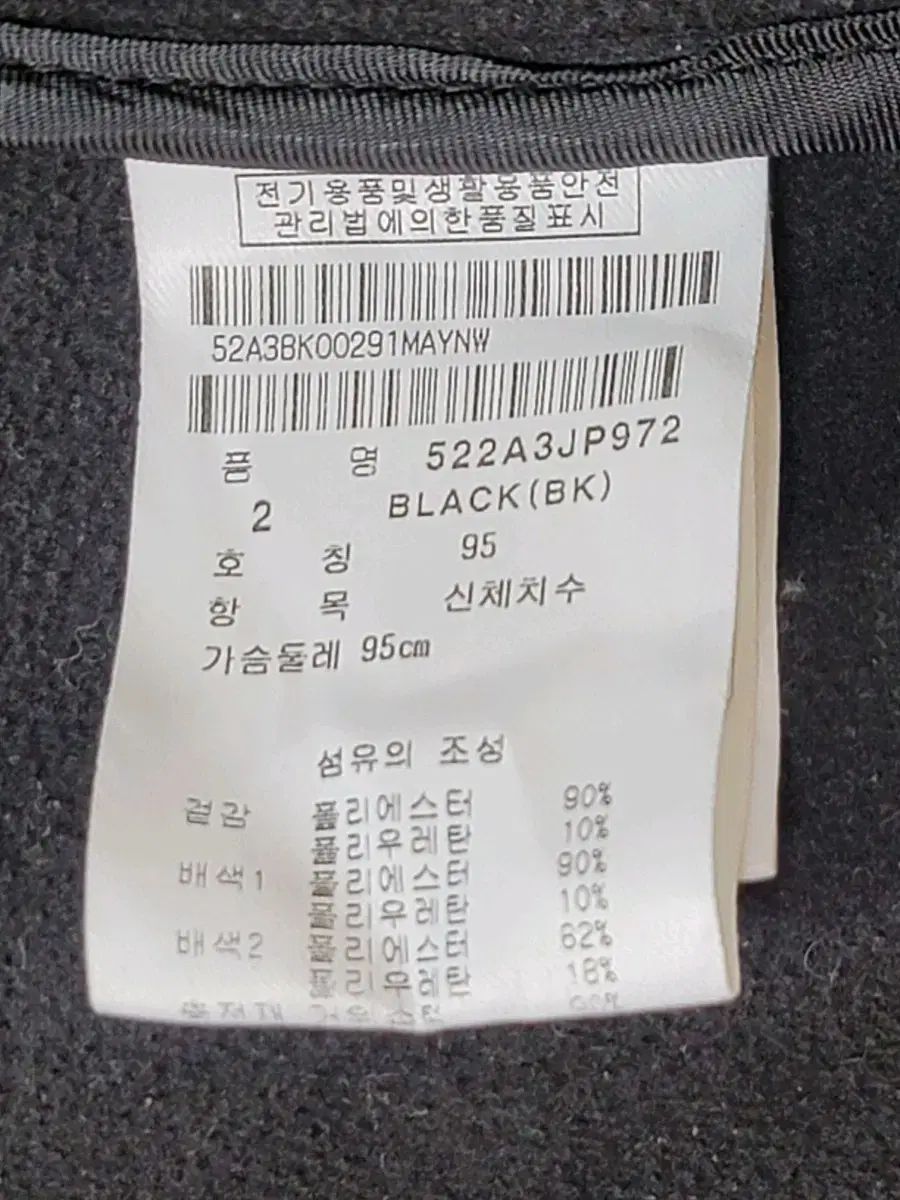 전기용품및생활용품안전
관리법에의한품질표시
52A3BK00291MAYNW
품 명 522A3JP972
2 BLACK(BK)
호 칭 95
항 목 신체치수
가슴둘레 95cm
섬유의 조성
겉감 폴리에스터 90%
폴리우레탄 10%
배색1 폴리에스터 90%
폴리우레탄 10%
배색2 폴리에스터
폴리우레탄 18%
충전재